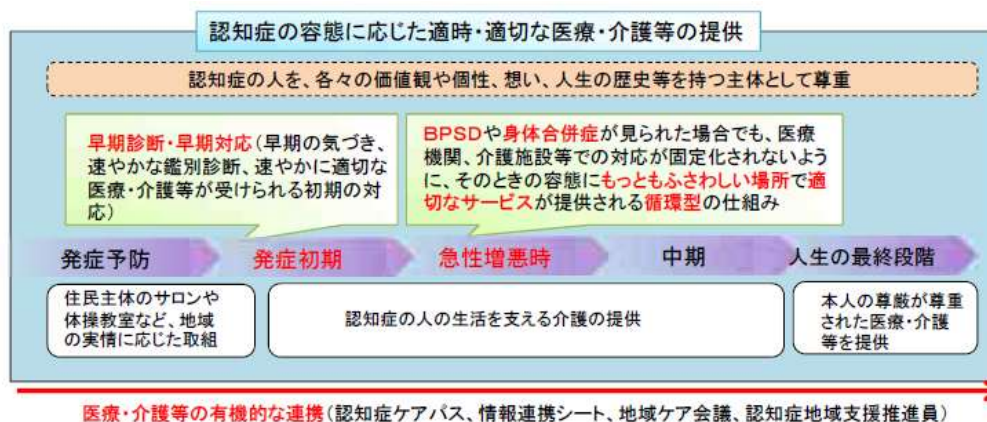 認知症の容態に応じた適時・適切な医療・介護等の提供
認知症の人を、各々の価値観や個性、想い、人生の歴史等を持つ主体として尊重
早期診断・早期対応(早期の気づき、
速やかな鑑別診断、速やかに適切な
医療・介護等が受けられる初期の対
応)
BPSDや身体合併症が見られた場合でも、医療
機関、介護施設等での対応が固定化されないよう
に、そのときの容態にもっともふさわしい場所で適
切なサービスが提供される循環型の仕組み
発症予防
発症初期
急性増悪時
中期
人生の最終段階
住民主体のサロンや
体操教室など、地域
の実情に応じた取組
認知症の人の生活を支える介護の提供
本人の尊厳が尊重
された医療・介護
等を提供
医療・介護等の有機的な連携(認知症ケアパス、情報連携シート、地域ケア会議、認知症地域支援推進員)